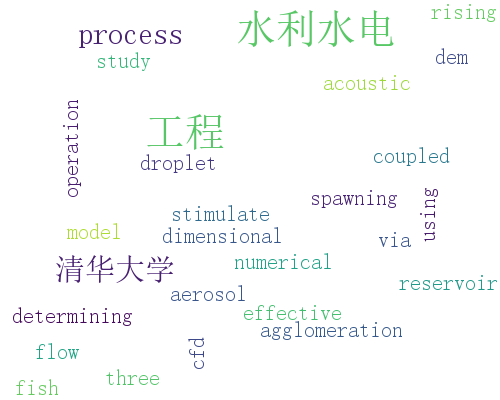 rising
process
水利水电
study
dem
acoustic
工程
operation
droplet
coupled
spawning
using
stimulate
model
dimensional
via
清华大学
numerical
reservoir
aerosol
determining
effective
agglomeration
flow
cfd
three
fish